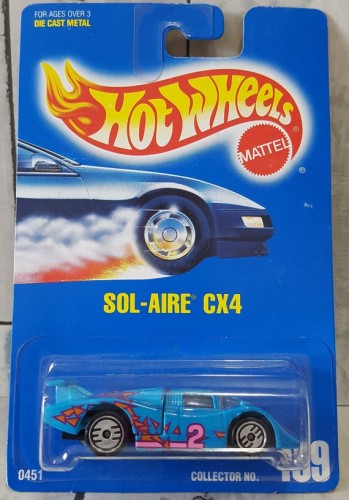 FOR AGES OVER 3
DIE CAST METAL
HOT WHEELS
MATTEL
®
®
SOL-AIRE® CX4
2
0451
COLLECTOR NO.